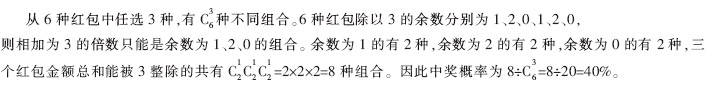 从 6 种红包中任选 3 种,有 C₆³种不同组合。6 种红包除以 3 的余数分别为 1、2、0、1、2、0,
则相加为 3 的倍数只能是余数为 1、2、0 的组合。余数为 1 的有 2 种,余数为 2 的有 2 种,余数为 0 的有 2 种,三
个红包金额总和能被 3 整除的共有 C₂¹C₂¹C₂¹=2×2×2=8 种组合。因此中奖概率为 8÷C₆³=8÷20=40%。